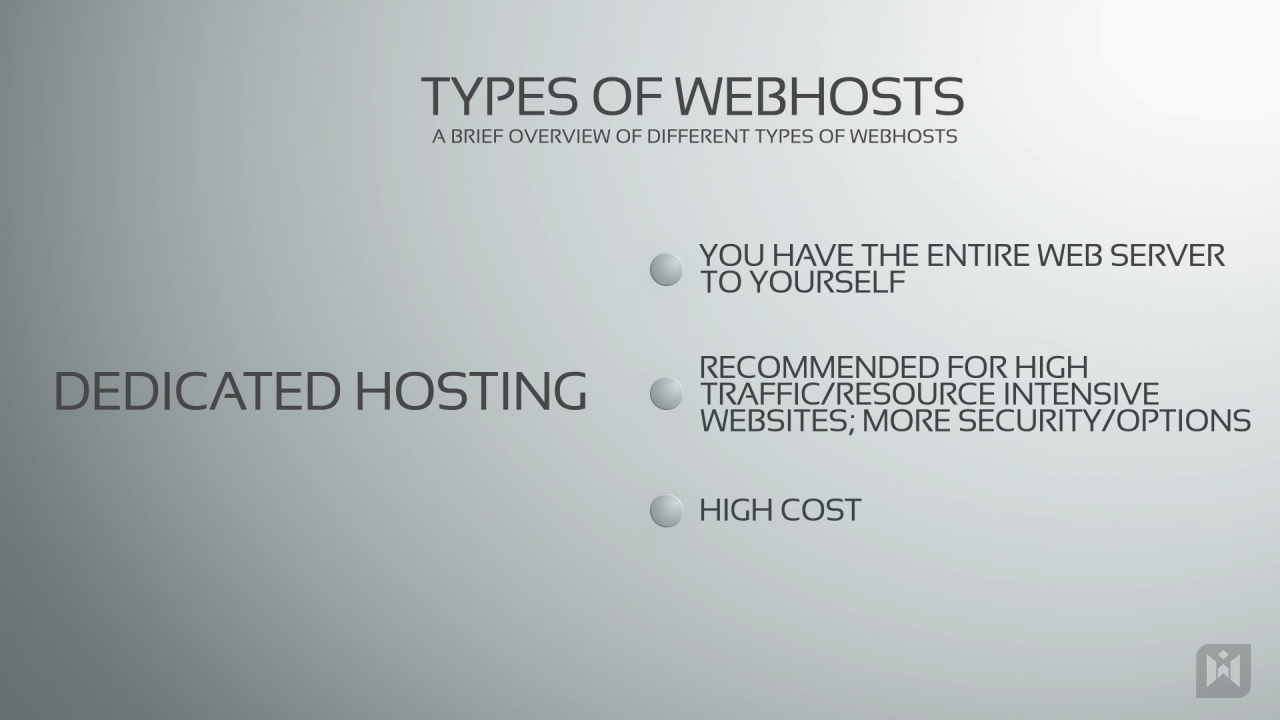 TYPES OF WEBHOSTS
A BRIEF OVERVIEW OF DIFFERENT TYPES OF WEBHOSTS
DEDICATED HOSTING
YOU HAVE THE ENTIRE WEB SERVER
TO YOURSELF
RECOMMENDED FOR HIGH
TRAFFIC/RESOURCE INTENSIVE
WEBSITES; MORE SECURITY/OPTIONS
HIGH COST